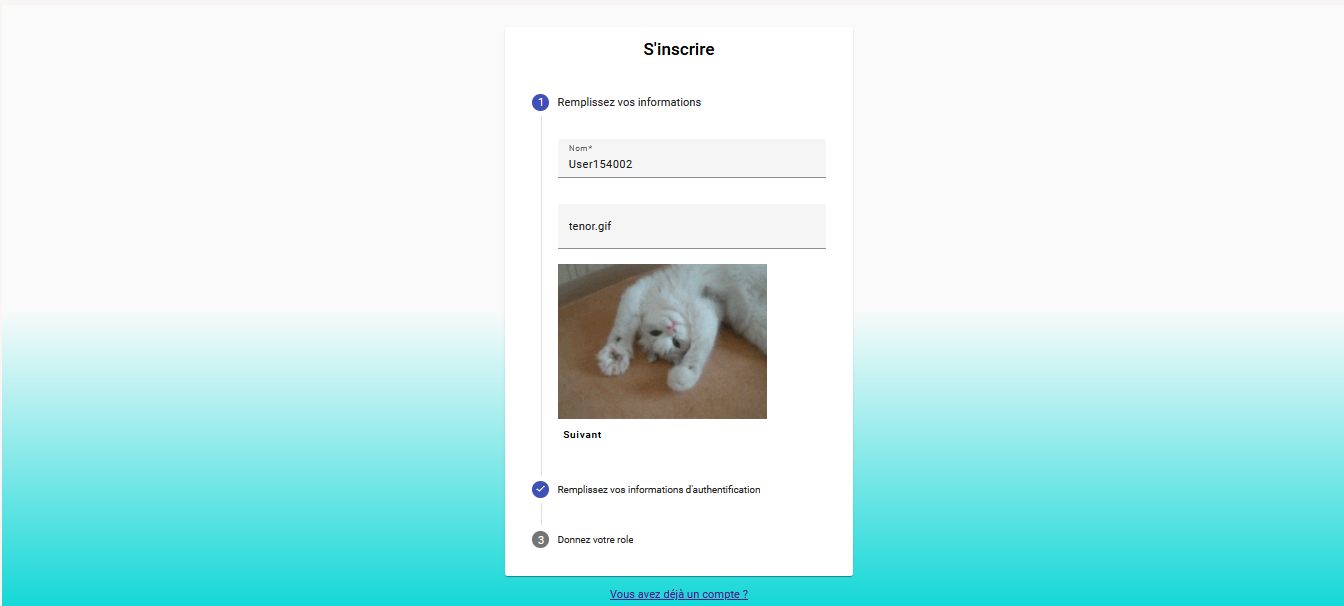 S'inscrire
1 Remplissez vos informations
Nom*
User154002
tenor.gif
Suivant
Remplissez vos informations d'authentification
3 Donnez votre role
Vous avez déjà un compte ?